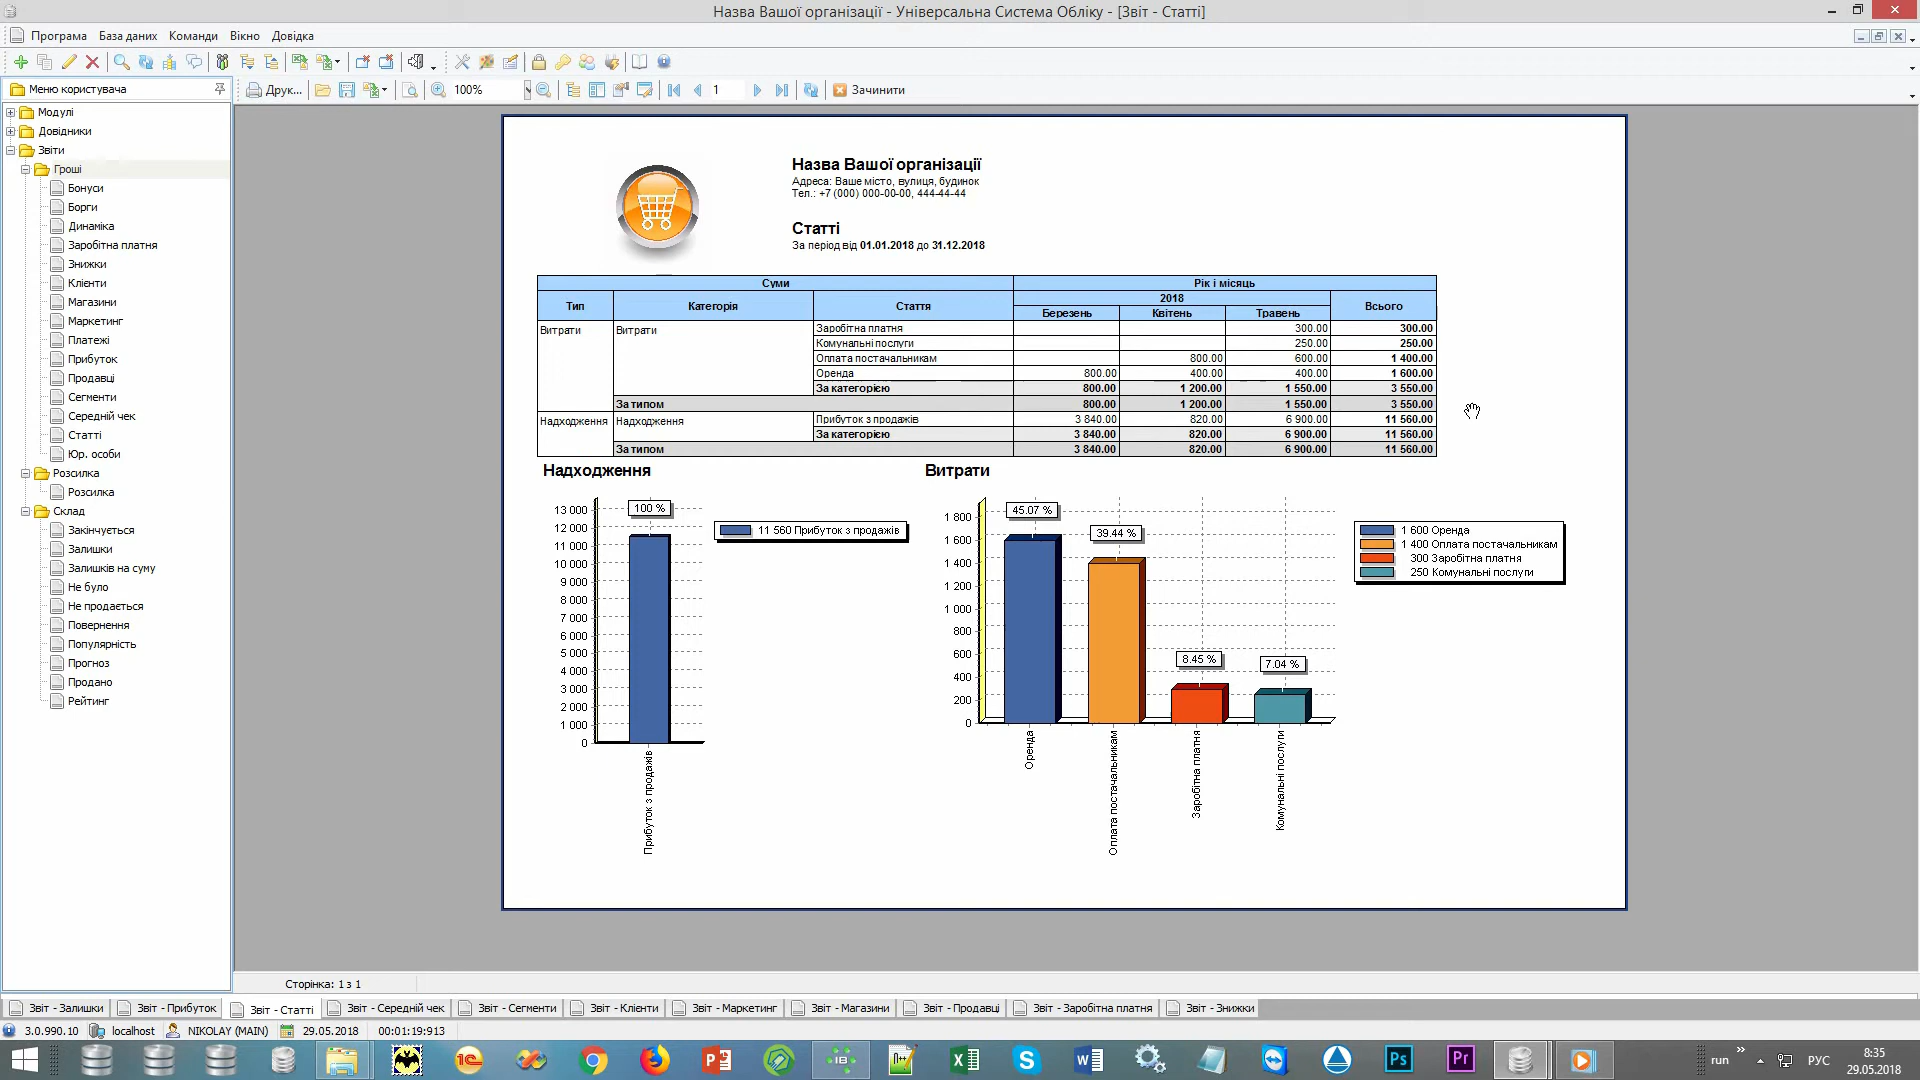 Назва Вашої організації - Універсальна Система Обліку - [Звіт - Статті]
Програма База даних Команди Вікно Довідка
Меню користувача
Друк... 100% 1 Зачинити
Модулі
Довідники
Звіти
Гроші
Бонуси
Борги
Динаміка
Заробітна платня
Знижки
Клієнти
Магазини
Маркетинг
Платежі
Прибуток
Продавці
Сегменти
Середній чек
Статті
Юр. особи
Розсилка
Розсилка
Склад
Закінчується
Залишки
Залишків на суму
Не було
Не продається
Повернення
Популярність
Прогноз
Продано
Рейтинг
Назва Вашої організації
Адреса: Ваше місто, вулиця, будинок
Тел.: +7 (000) 000-00-00, 444-44-44
Статті
За період від 01.01.2018 до 31.12.2018
Суми Рік і місяць
Тип Категорія Стаття 2018 Всього
Березень Квітень Травень
Витрати Витрати Заробітна платня 300.00 300.00
Комунальні послуги 250.00 250.00
Оплата постачальникам 800.00 600.00 1 400.00
Оренда 800.00 400.00 400.00 1 600.00
За категорією 800.00 1 200.00 1 550.00 3 550.00
За типом 800.00 1 200.00 1 550.00 3 550.00
Надходження Надходження Прибуток з продажів 3 840.00 820.00 6 900.00 11 560.00
За категорією 3 840.00 820.00 6 900.00 11 560.00
За типом 3 840.00 820.00 6 900.00 11 560.00
Надходження
13 000
12 000
11 000
10 000
9 000
8 000
7 000
6 000
5 000
4 000
3 000
2 000
1 000
0
100 %
11 560 Прибуток з продажів
Прибуток з продажів
Витрати
1 800
1 600
1 400
1 200
1 000
800
600
400
200
0
45.07 %
39.44 %
8.45 %
7.04 %
1 600 Оренда
1 400 Оплата постачальникам
300 Заробітна платня
250 Комунальні послуги
Оренда
Оплата постачальникам
Заробітна платня
Комунальні послуги
Сторінка: 1 з 1
Звіт - Залишки Звіт - Прибуток Звіт - Статті Звіт - Середній чек Звіт - Сегменти Звіт - Клієнти Звіт - Маркетинг Звіт - Магазини Звіт - Продавці Звіт - Заробітна платня Звіт - Знижки
3.0.990.10 localhost NIKOLAY (MAIN) 29.05.2018 00:01:19:913
run РУС 8:35
29.05.2018